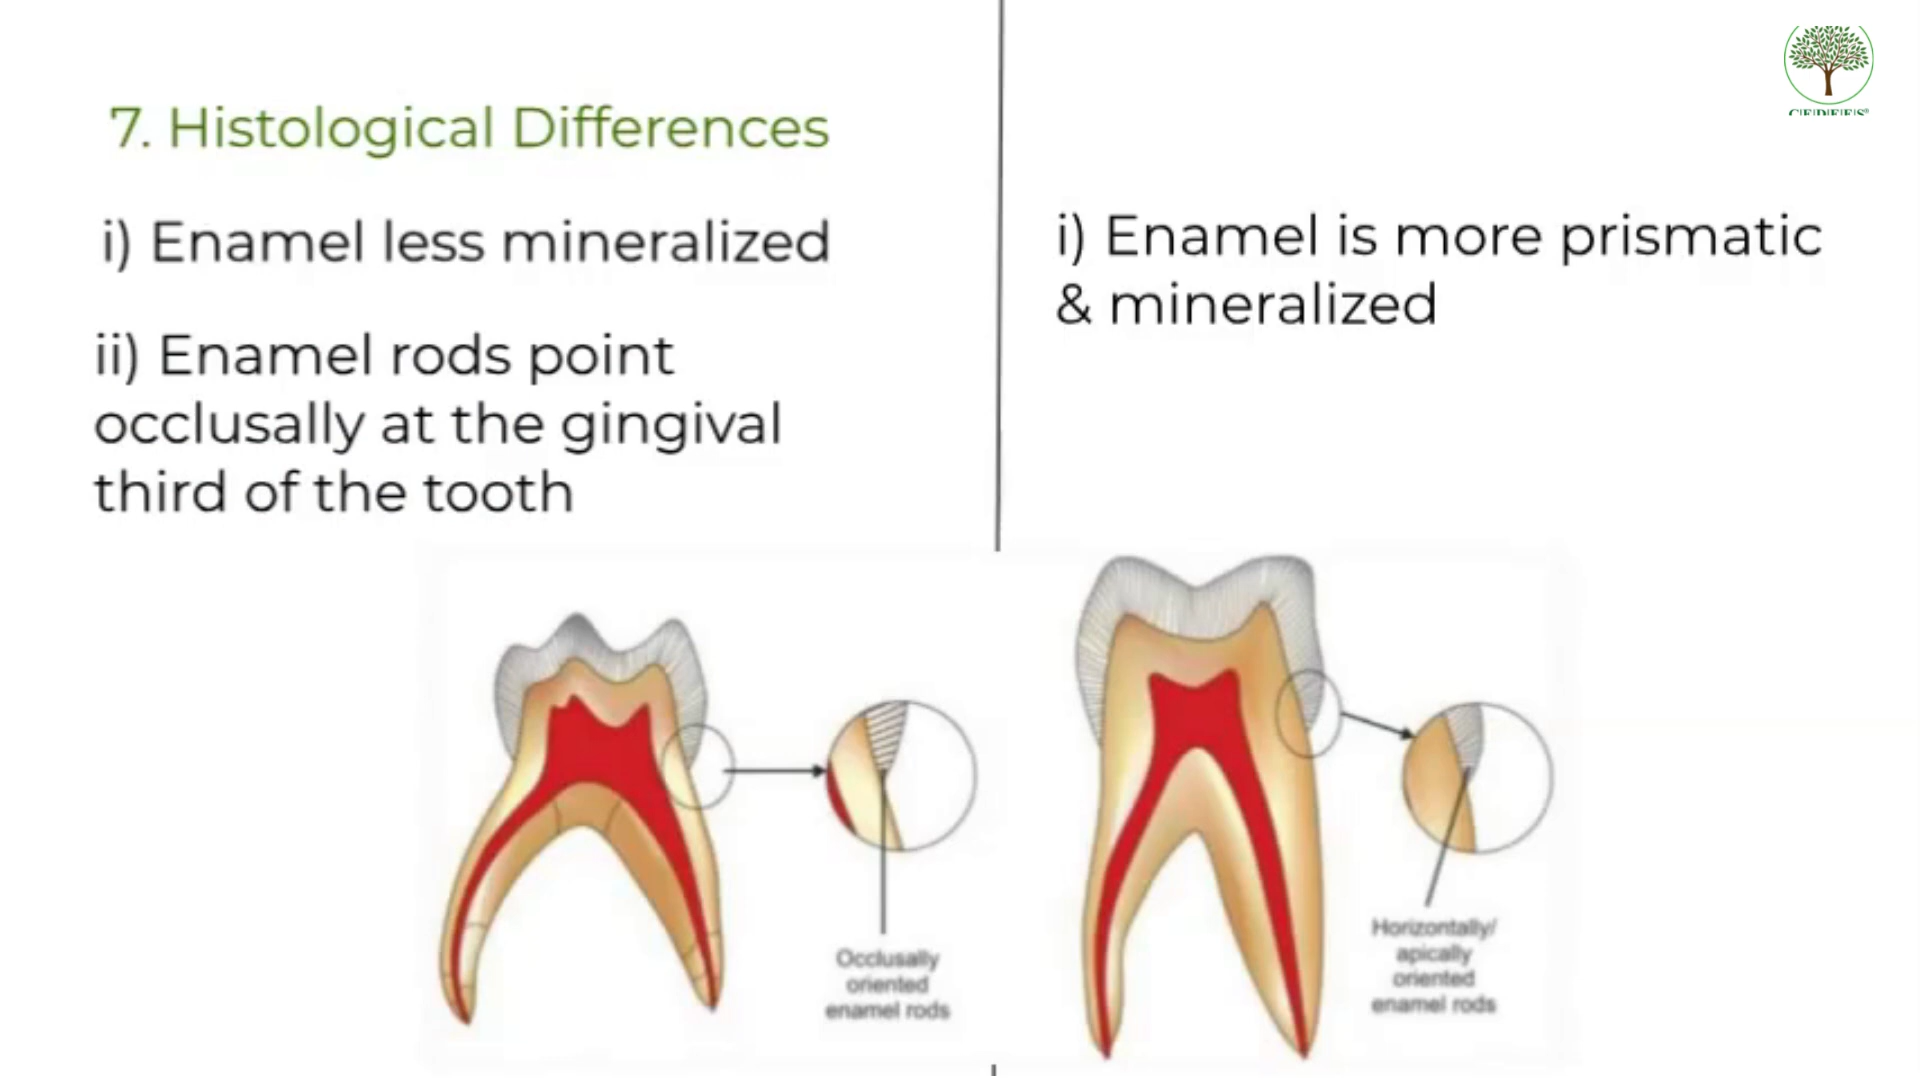 7. Histological Differences
i) Enamel less mineralized
ii) Enamel rods point
occlusally at the gingival
third of the tooth
i) Enamel is more prismatic
& mineralized
Occlusally
oriented
enamel rods
Horizontally/
apically
oriented
enamel rods